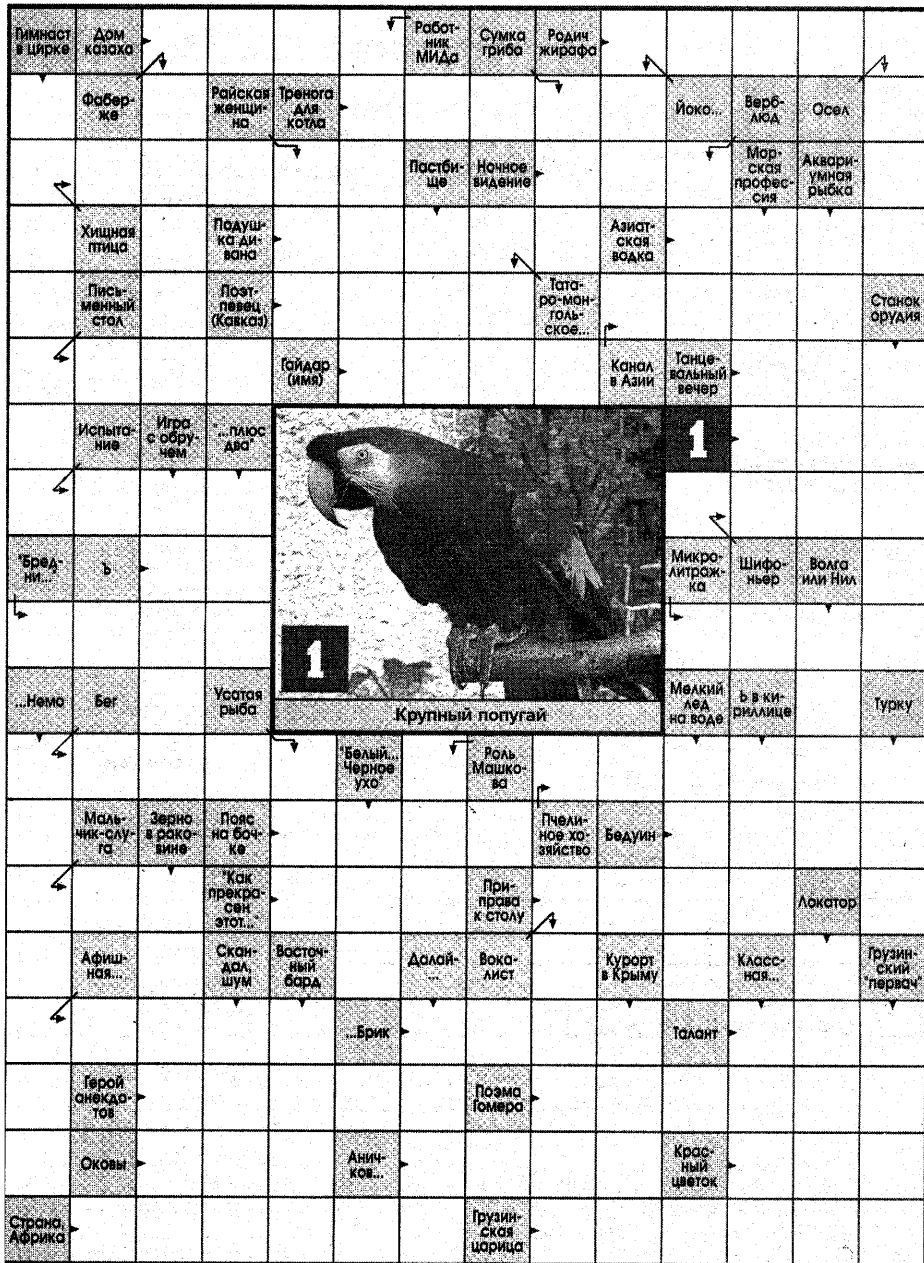 Гимнаст
в цирке
Дом
казаха
Работ-
ник
МИДа
Сумка
гриба
Родич
жирафа
Фабер-
же
Райская
женщи-
на
Тренога
для
котла
Йоко...
Верб-
люд
Осел
Пастби-
ще
Ночное
видение
Мор-
ская
профес-
сия
Аквари-
умная
рыбка
Хищная
птица
Подуш-
ка ди-
вана
Азиат-
ская
водка
Пись-
менный
стол
Поэт-
певец
(Кавказ)
Тата-
ро-мон-
голь-
ское...
Станок
орудия
Гайдар
(имя)
Канал
в Азии
Танце-
вальный
вечер
Испыта-
ние
Игра
с обру-
чем
"...плюс
два"
1
"Бред-
ни..."
Ъ
Микро-
литраж-
ка
Шифо-
ньер
Волга
или Нил
1
...Немо
Бег
Усатая
рыба
Крупный попугай
Мелкий
лед
на воде
Ь в ки-
риллице
Турку
"Белый...
Черное
ухо"
Роль
Машко-
ва
Маль-
чик-слу-
га
Зерно
в рако-
вине
Пояс
на боч-
ке
Пчели-
ное хо-
зяйство
Бедуин
"Как
прекра-
сен
этот..."
При-
права
к столу
Локатор
Афиш-
ная...
Скан-
дал,
шум
Восточ-
ный
бард
Далай-
...
Вока-
лист
Курорт
в Крыму
Класс-
ная...
Грузин-
ский
"первач"
...Брик
Талант
Герой
анекдо-
тов
Поэма
Гомера
Оковы
Анич-
ков...
Крас-
ный
цветок
Страна,
Африка
Грузин-
ская
царица